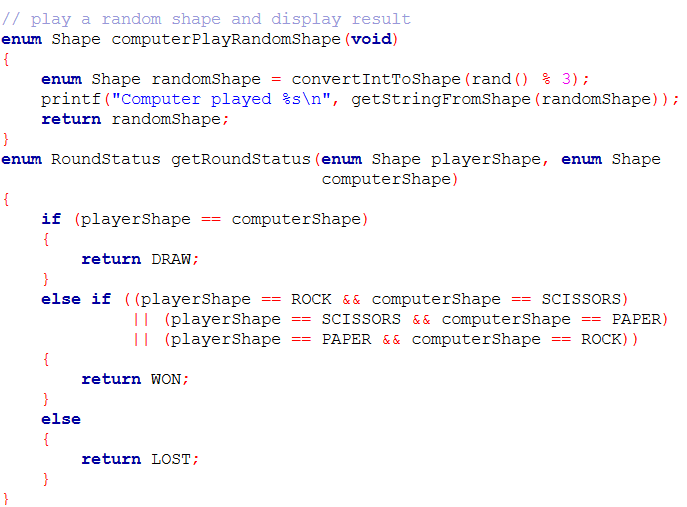 // play a random shape and display result
enum Shape computerPlayRandomShape(void)
{
    enum Shape randomShape = convertIntToShape(rand() % 3);
    printf("Computer played %s\n", getStringFromShape(randomShape));
    return randomShape;
}
enum RoundStatus getRoundStatus(enum Shape playerShape, enum Shape
                                computerShape)
{
    if (playerShape == computerShape)
    {
        return DRAW;
    }
    else if ((playerShape == ROCK && computerShape == SCISSORS)
             || (playerShape == SCISSORS && computerShape == PAPER)
             || (playerShape == PAPER && computerShape == ROCK))
    {
        return WON;
    }
    else
    {
        return LOST;
    }
}